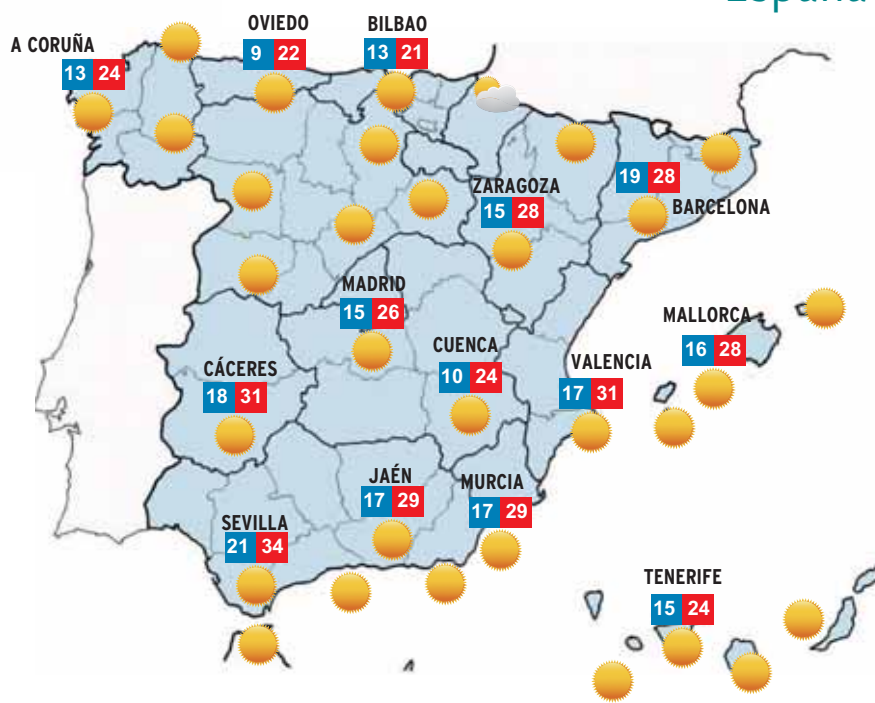 España
OVIEDO
9 22
BILBAO
13 21
A CORUÑA
13 24
ZARAGOZA
15 28
19 28
BARCELONA
MADRID
15 26
MALLORCA
16 28
CUENCA
10 24
VALENCIA
17 31
CÁCERES
18 31
JAÉN
17 29
MURCIA
17 29
SEVILLA
21 34
TENERIFE
15 24